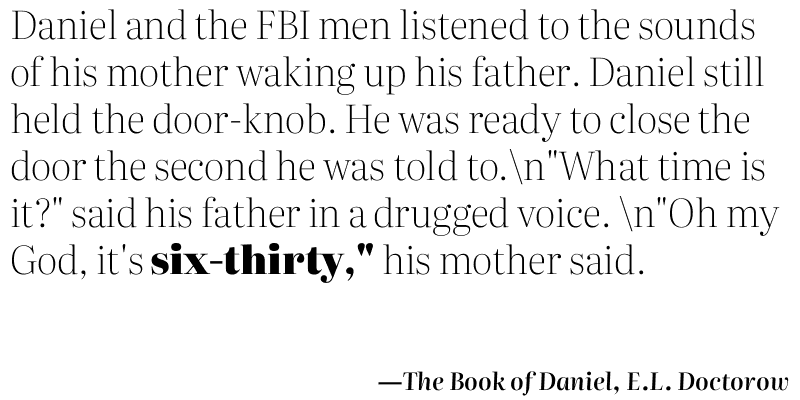 Daniel and the FBI men listened to the sounds
of his mother waking up his father. Daniel still
held the door-knob. He was ready to close the
door the second he was told to.\n"What time is
it?" said his father in a drugged voice. \n"Oh my
God, it's six-thirty," his mother said.
—The Book of Daniel, E.L. Doctorow